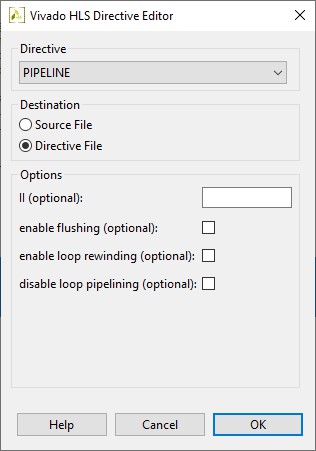 Vivado HLS Directive Editor
Directive
PIPELINE
Destination
Source File
Directive File
Options
II (optional):
enable flushing (optional):
enable loop rewinding (optional):
disable loop pipelining (optional):
Help
Cancel
OK